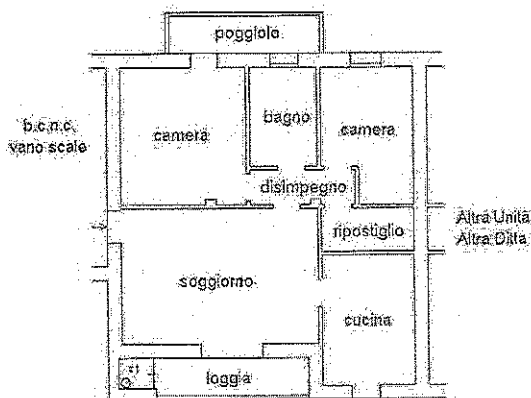 poggiolo
b.c.n.c.
vano scale
camera
bagno
camera
disimpegno
ripostiglio
Altra Unità
Altra Ditta
soggiorno
cucina
loggia